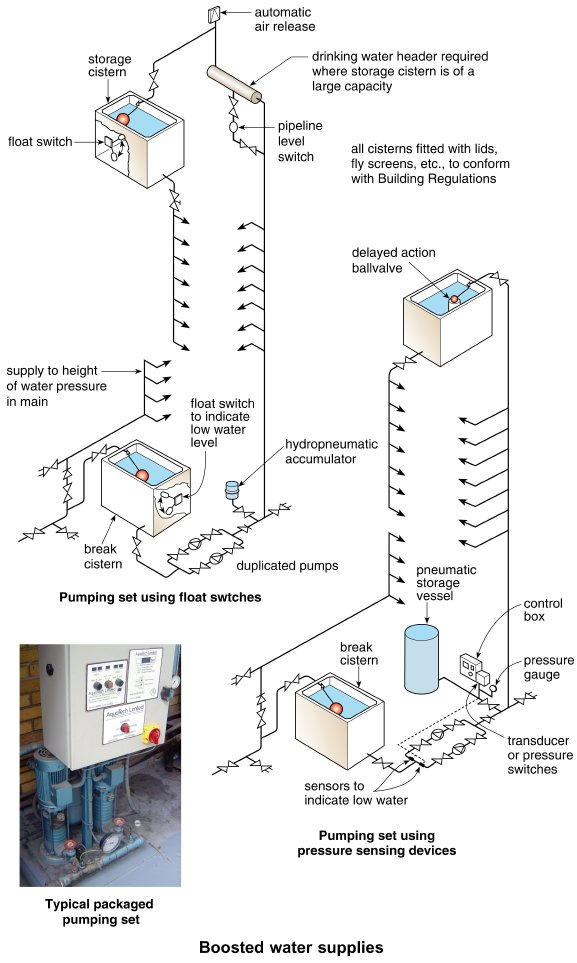 automatic
air release
storage
cistern
drinking water header required
where storage cistern is of a
large capacity
float switch
pipeline
level
switch
all cisterns fitted with lids,
fly screens, etc., to conform
with Building Regulations
delayed action
ballvalve
supply to height
of water pressure
in main
float switch
to indicate
low water
level
hydropneumatic
accumulator
break
cistern
duplicated pumps
Pumping set using float swtches
pneumatic
storage
vessel
control
box
pressure
gauge
break
cistern
transducer
or pressure
switches
sensors to
indicate low water
Pumping set using
pressure sensing devices
AquaTech Limited
AquaTech Limited
Typical packaged
pumping set
Boosted water supplies